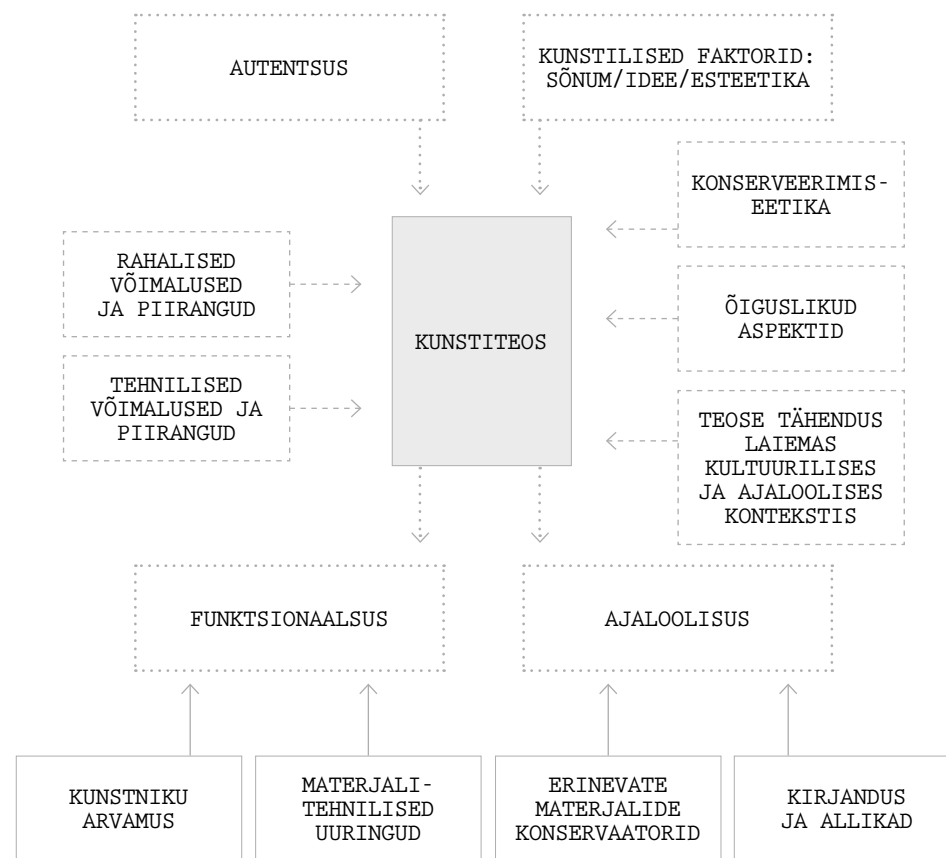 AUTENTSUS
KUNSTILISED FAKTORID:
SÕNUM/IDEE/ESTEETIKA
KONSERVEERIMIS-
EETIKA
RAHALISED
VÕIMALUSED
JA PIIRANGUD
ÕIGUSLIKUD
ASPEKTID
KUNSTITEOS
TEHNILISED
VÕIMALUSED JA
PIIRANGUD
TEOSE TÄHENDUS
LAIEMAS
KULTUURILISES
JA AJALOOLISES
KONTEKSTIS
FUNKTSIONAALSUS
AJALOOLISUS
KUNSTNIKU
ARVAMUS
MATERJALI-
TEHNILISED
UURINGUD
ERINEVATE
MATERJALIDE
KONSERVAATORID
KIRJANDUS
JA ALLIKAD